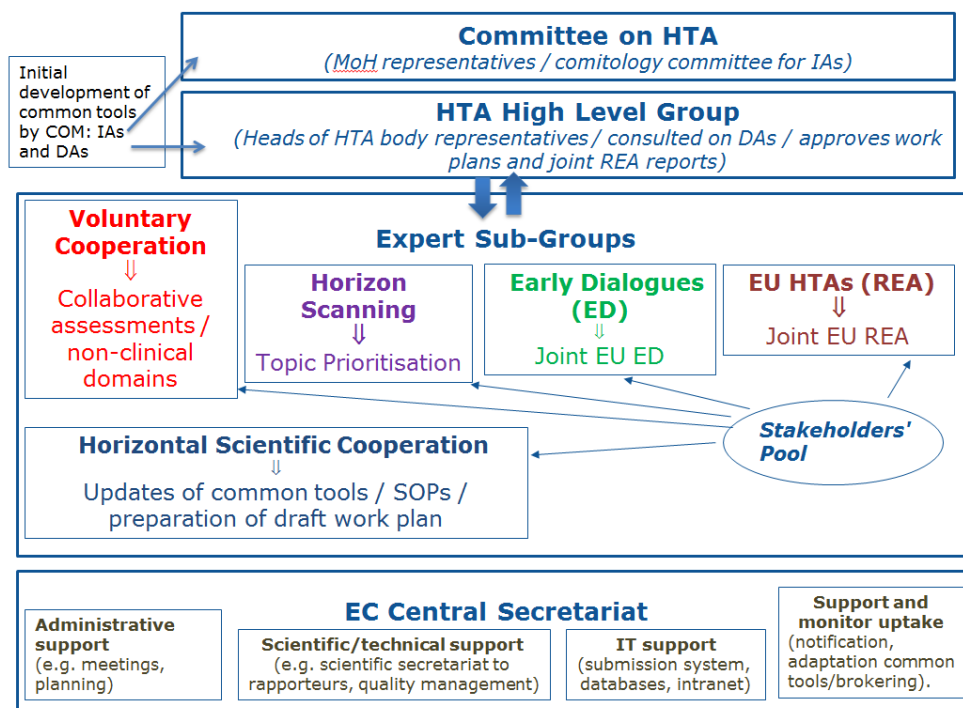 Committee on HTA
(MoH representatives / comitology committee for IAs)
Initial
development of
common tools
by COM: IAs
and DAs
HTA High Level Group
(Heads of HTA body representatives / consulted on DAs / approves work
plans and joint REA reports)
Expert Sub-Groups
Voluntary
Cooperation
⇓
Collaborative
assessments /
non-clinical
domains
Horizon
Scanning
⇓
Topic Prioritisation
Early Dialogues
(ED)
⇓
Joint EU ED
EU HTAs (REA)
⇓
Joint EU REA
Stakeholders'
Pool
Horizontal Scientific Cooperation
⇓
Updates of common tools / SOPs /
preparation of draft work plan
EC Central Secretariat
Administrative
support
(e.g. meetings,
planning)
Scientific/technical support
(e.g. scientific secretariat to
rapporteurs, quality management)
IT support
(submission system,
databases, intranet)
Support and
monitor uptake
(notification,
adaptation common
tools/brokering).